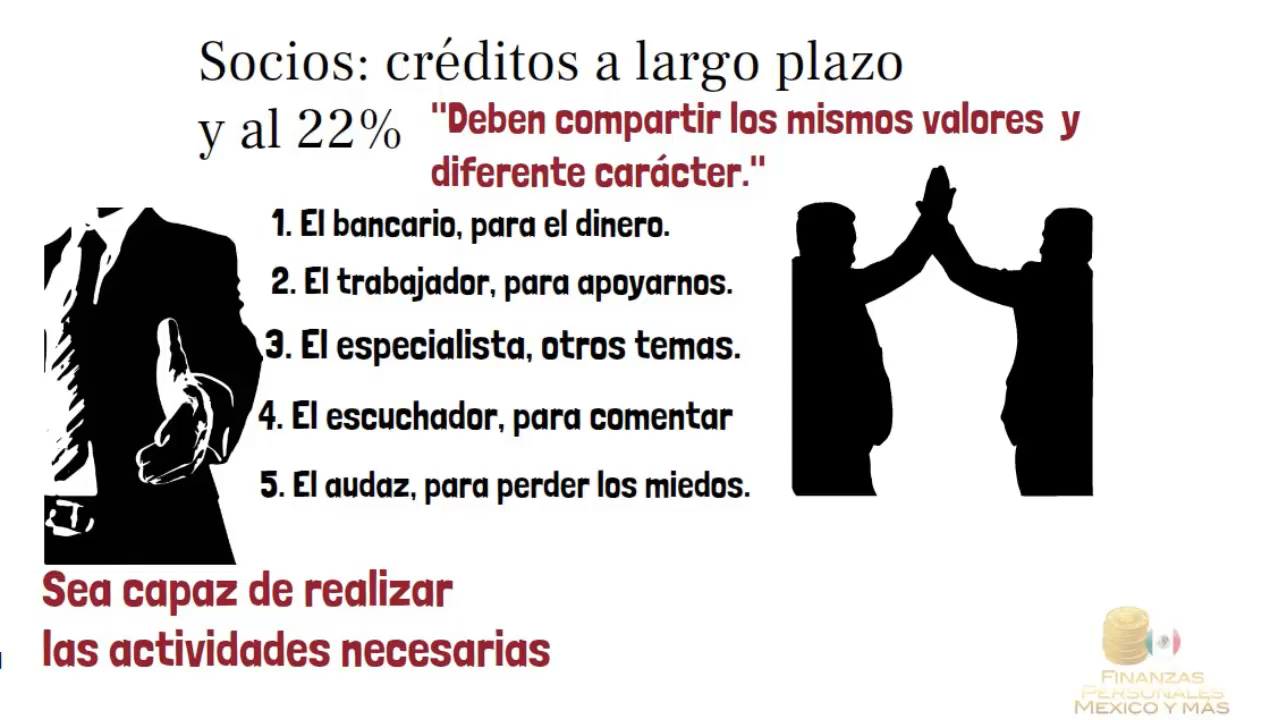 Socios: créditos a largo plazo
y al 22%
"Deben compartir los mismos valores y
diferente carácter."
1. El bancario, para el dinero.
2. El trabajador, para apoyarnos.
3. El especialista, otros temas.
4. El escuchador, para comentar
5. El audaz, para perder los miedos.
Sea capaz de realizar
las actividades necesarias
FINANZAS
PERSONALES
MÉXICO Y MÁS